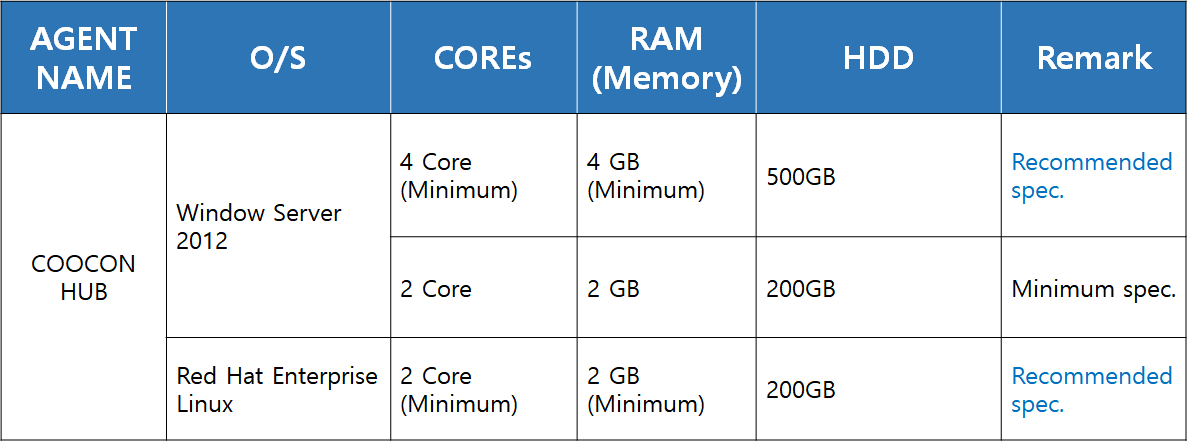 AGENT
NAME
O/S
COREs
RAM
(Memory)
HDD
Remark
COOCON
HUB
Window Server
2012
4 Core
(Minimum)
4 GB
(Minimum)
500GB
Recommended
spec.
2 Core
2 GB
200GB
Minimum spec.
Red Hat Enterprise
Linux
2 Core
(Minimum)
2 GB
(Minimum)
200GB
Recommended
spec.